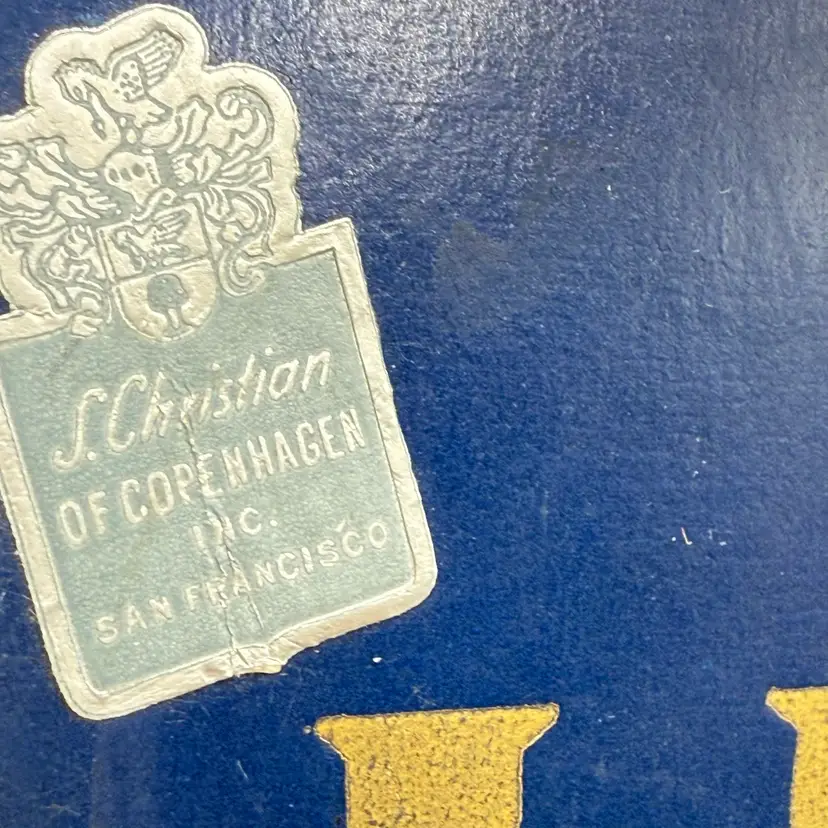 S. Christian
OF COPENHAGEN
INC.
SAN FRANCISCO